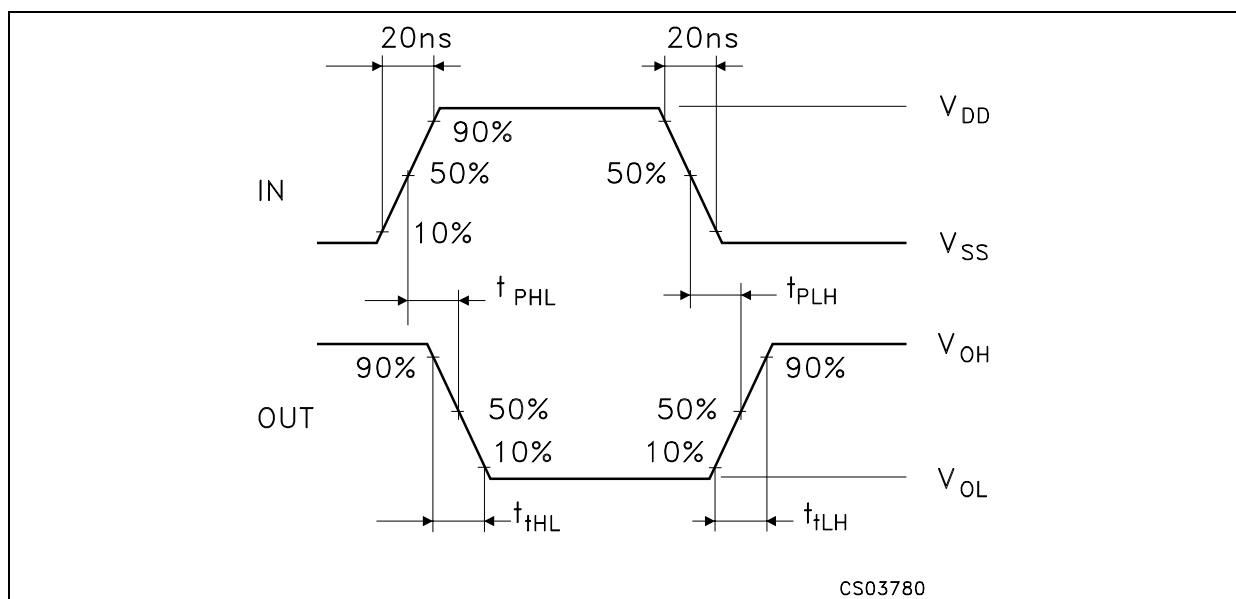 20ns 20ns
V_DD
90%
50% 50%
IN
10%
V_SS
t_PHL t_PLH
V_OH
90% 90%
50% 50%
OUT
10% 10%
V_OL
t_tHL t_tLH
CS03780